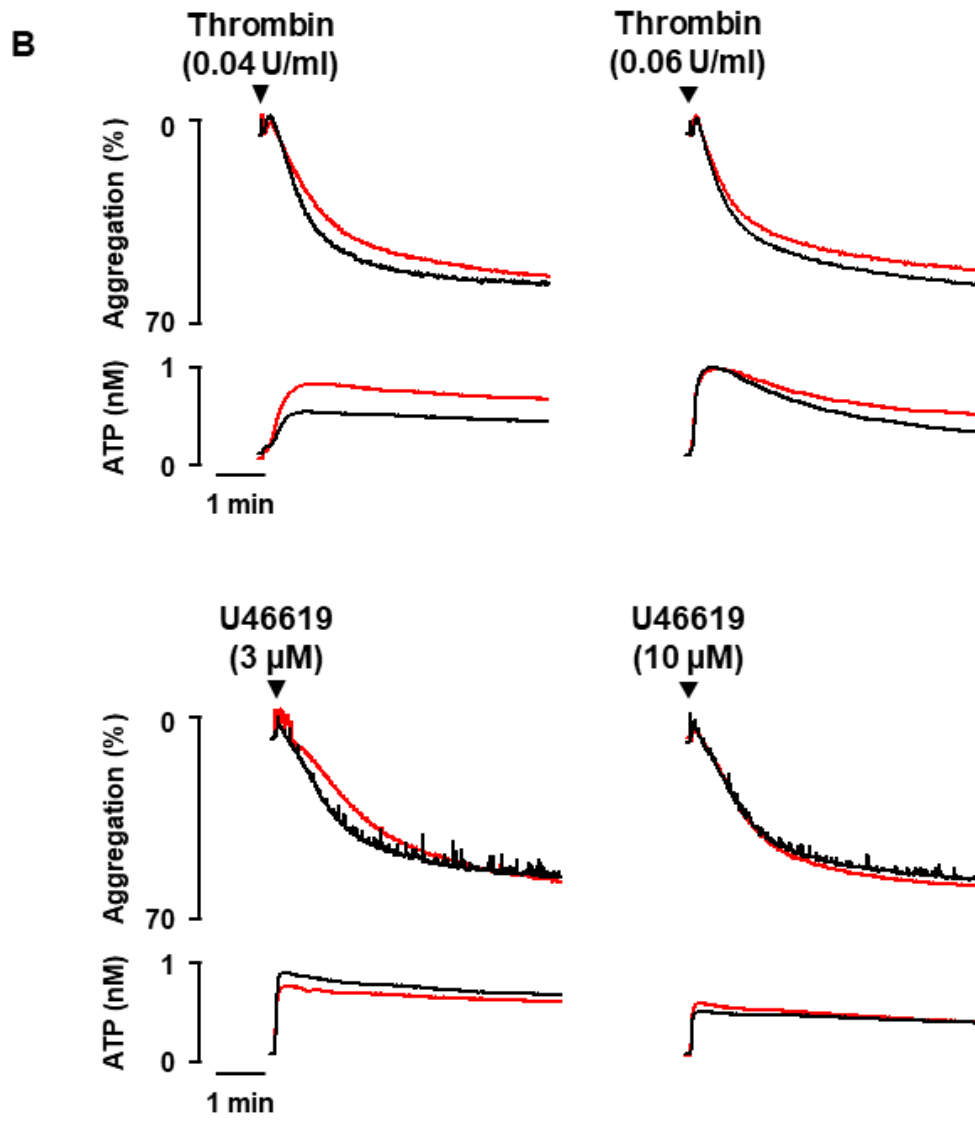 B
Thrombin
(0.04 U/ml)
Thrombin
(0.06 U/ml)
Aggregation (%)
0
70
ATP (nM)
1
0
1 min
U46619
(3 µM)
U46619
(10 µM)
Aggregation (%)
0
70
ATP (nM)
1
0
1 min